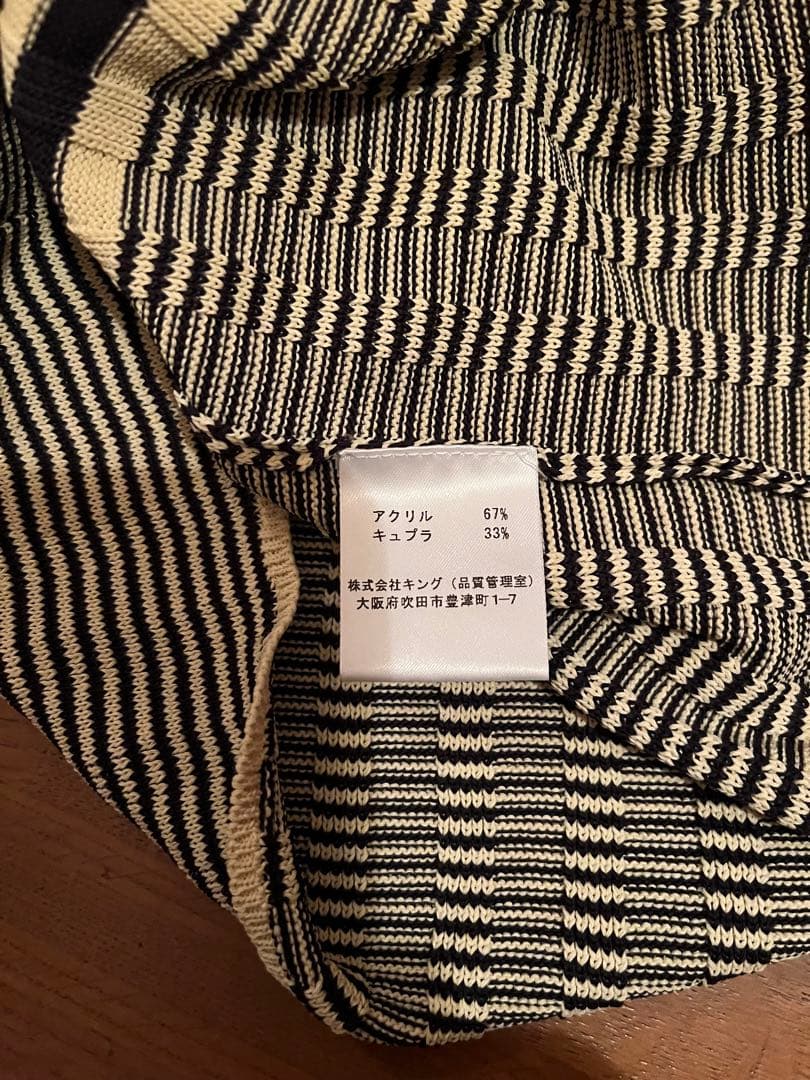 アクリル 67%
キュプラ 33%
株式会社キング（品質管理室）
大阪府吹田市豊津町1−7